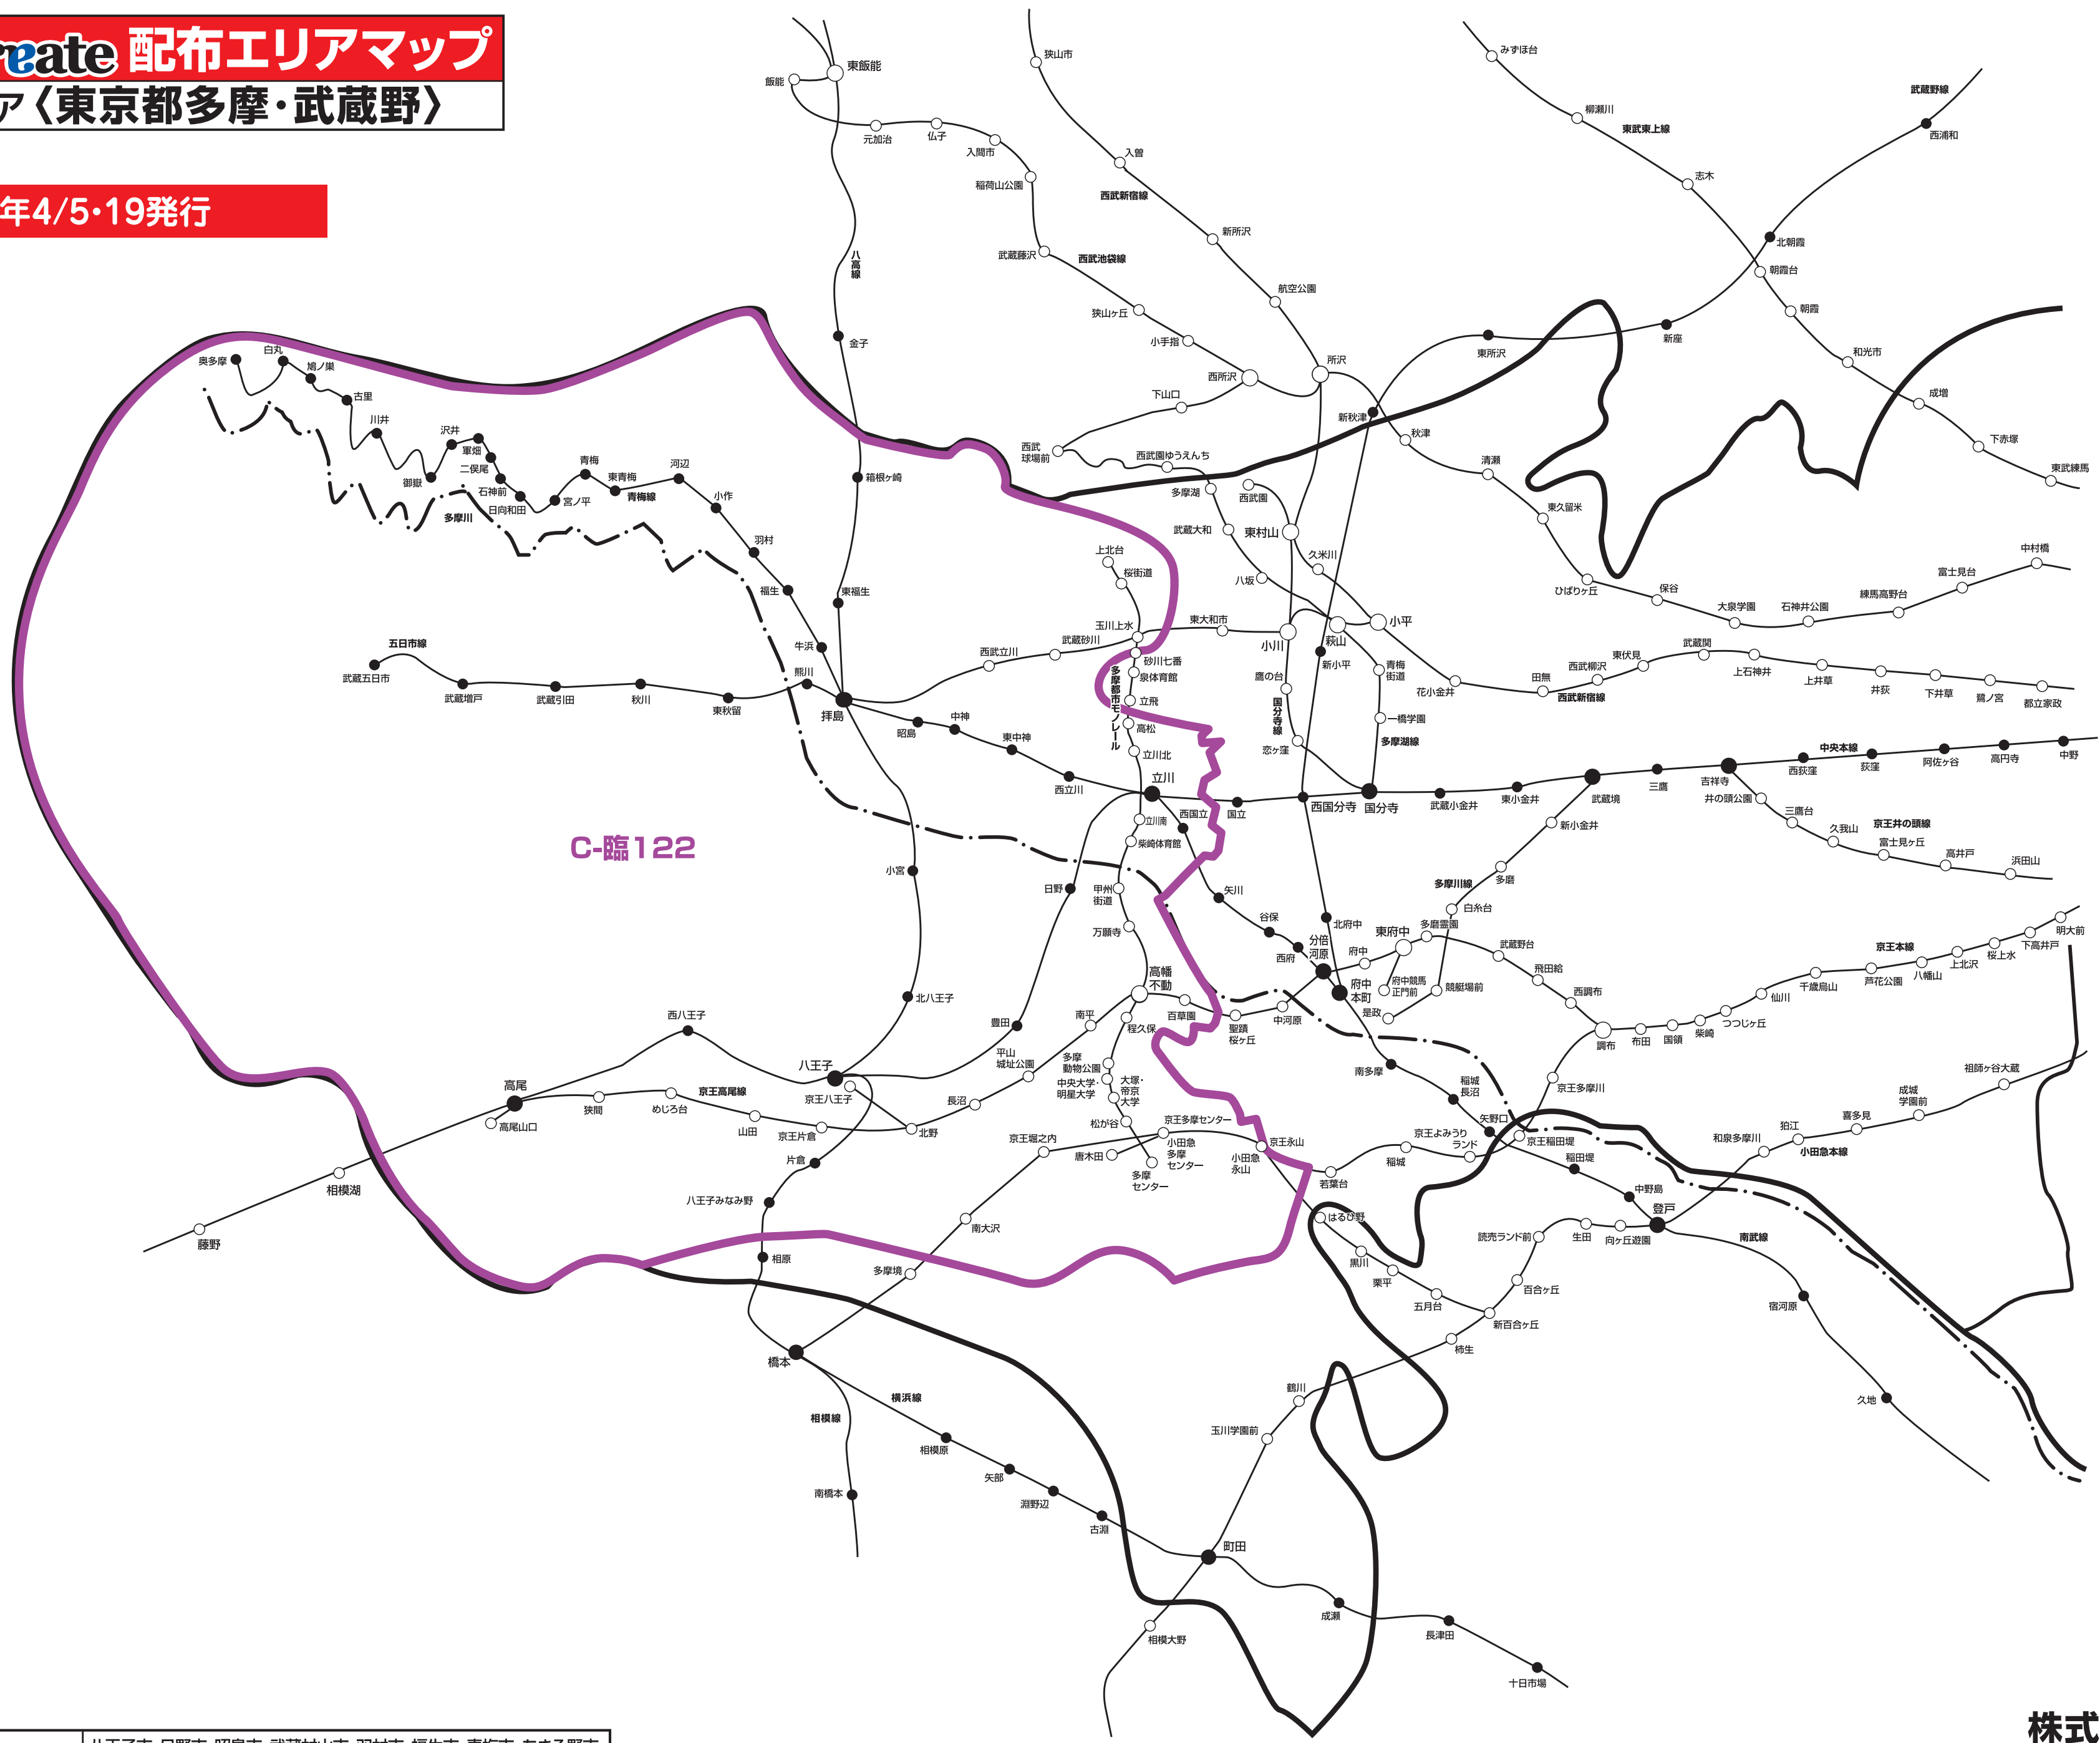 reate 配布エリアマップ
ア〈東京都多摩・武蔵野〉
年4/5・19発行
飯能
東飯能
元加治
仏子
入間市
稲荷山公園
武蔵藤沢
西武池袋線
狭山ヶ丘
小手指
西所沢
下山口
西武
球場前
狭山市
入曽
西武新宿線
新所沢
航空公園
所沢
みずほ台
柳瀬川
東武東上線
志木
武蔵野線
西浦和
北朝霞
朝霞台
朝霞
和光市
成増
下赤塚
東武練馬
新座
東所沢
新秋津
秋津
清瀬
東久留米
ひばりヶ丘
保谷
大泉学園
石神井公園
練馬高野台
富士見台
中村橋
八高線
金子
箱根ヶ崎
東福生
奥多摩
白丸
鳩ノ巣
古里
川井
御嶽
沢井
軍畑
二俣尾
石神前
日向和田
宮ノ平
青梅
東青梅
青梅線
河辺
小作
羽村
福生
牛浜
多摩川
西武園ゆうえんち
多摩湖
西武園
武蔵大和
東村山
久米川
八坂
上北台
桜街道
玉川上水
東大和市
小川
萩山
小平
武蔵砂川
西武立川
砂川七番
泉体育館
立飛
高松
立川北
多摩都市モノレール
鷹の台
国分寺線
恋ヶ窪
新小平
青梅
街道
一橋学園
多摩湖線
花小金井
田無
西武新宿線
西武柳沢
東伏見
武蔵関
上石神井
上井草
井荻
下井草
鷺ノ宮
都立家政
五日市線
武蔵五日市
武蔵増戸
武蔵引田
秋川
東秋留
熊川
拝島
昭島
中神
東中神
西立川
立川
西国立
国立
西国分寺
国分寺
武蔵小金井
東小金井
武蔵境
三鷹
吉祥寺
西荻窪
中央本線
荻窪
阿佐ヶ谷
高円寺
中野
井の頭公園
三鷹台
久我山
京王井の頭線
富士見ヶ丘
高井戸
浜田山
新小金井
多磨
多摩川線
白糸台
競艇場前
是政
C-臨122
小宮
北八王子
立川南
柴崎体育館
甲州
街道
万願寺
高幡
不動
日野
豊田
矢川
谷保
西府
分倍
河原
北府中
府中
本町
府中
東府中
府中競馬
正門前
多磨霊園
武蔵野台
飛田給
西調布
調布
布田
国領
柴崎
つつじヶ丘
仙川
千歳烏山
芦花公園
八幡山
京王本線
上北沢
桜上水
下高井戸
明大前
百草園
聖蹟
桜ヶ丘
中河原
程久保
南平
平山
城址公園
長沼
北野
多摩
動物公園
中央大学・
明星大学
大塚・
帝京
大学
松が谷
多摩
センター
京王多摩センター
小田急
多摩
センター
唐木田
京王堀之内
南大沢
多摩境
京王永山
小田急
永山
若葉台
稲城
京王よみうり
ランド
京王稲田堤
京王多摩川
南多摩
稲城
長沼
矢野口
稲田堤
中野島
登戸
南武線
宿河原
久地
向ヶ丘遊園
生田
読売ランド前
百合ヶ丘
新百合ヶ丘
五月台
栗平
黒川
はるひ野
柿生
鶴川
玉川学園前
町田
相模大野
和泉多摩川
狛江
小田急本線
喜多見
成城
学園前
祖師ヶ谷大蔵
西八王子
八王子
京王八王子
高尾
高尾山口
狭間
めじろ台
京王高尾線
山田
京王片倉
片倉
八王子みなみ野
相原
橋本
相模湖
藤野
横浜線
相模線
南橋本
相模原
矢部
淵野辺
古淵
成瀬
長津田
十日市場
株式